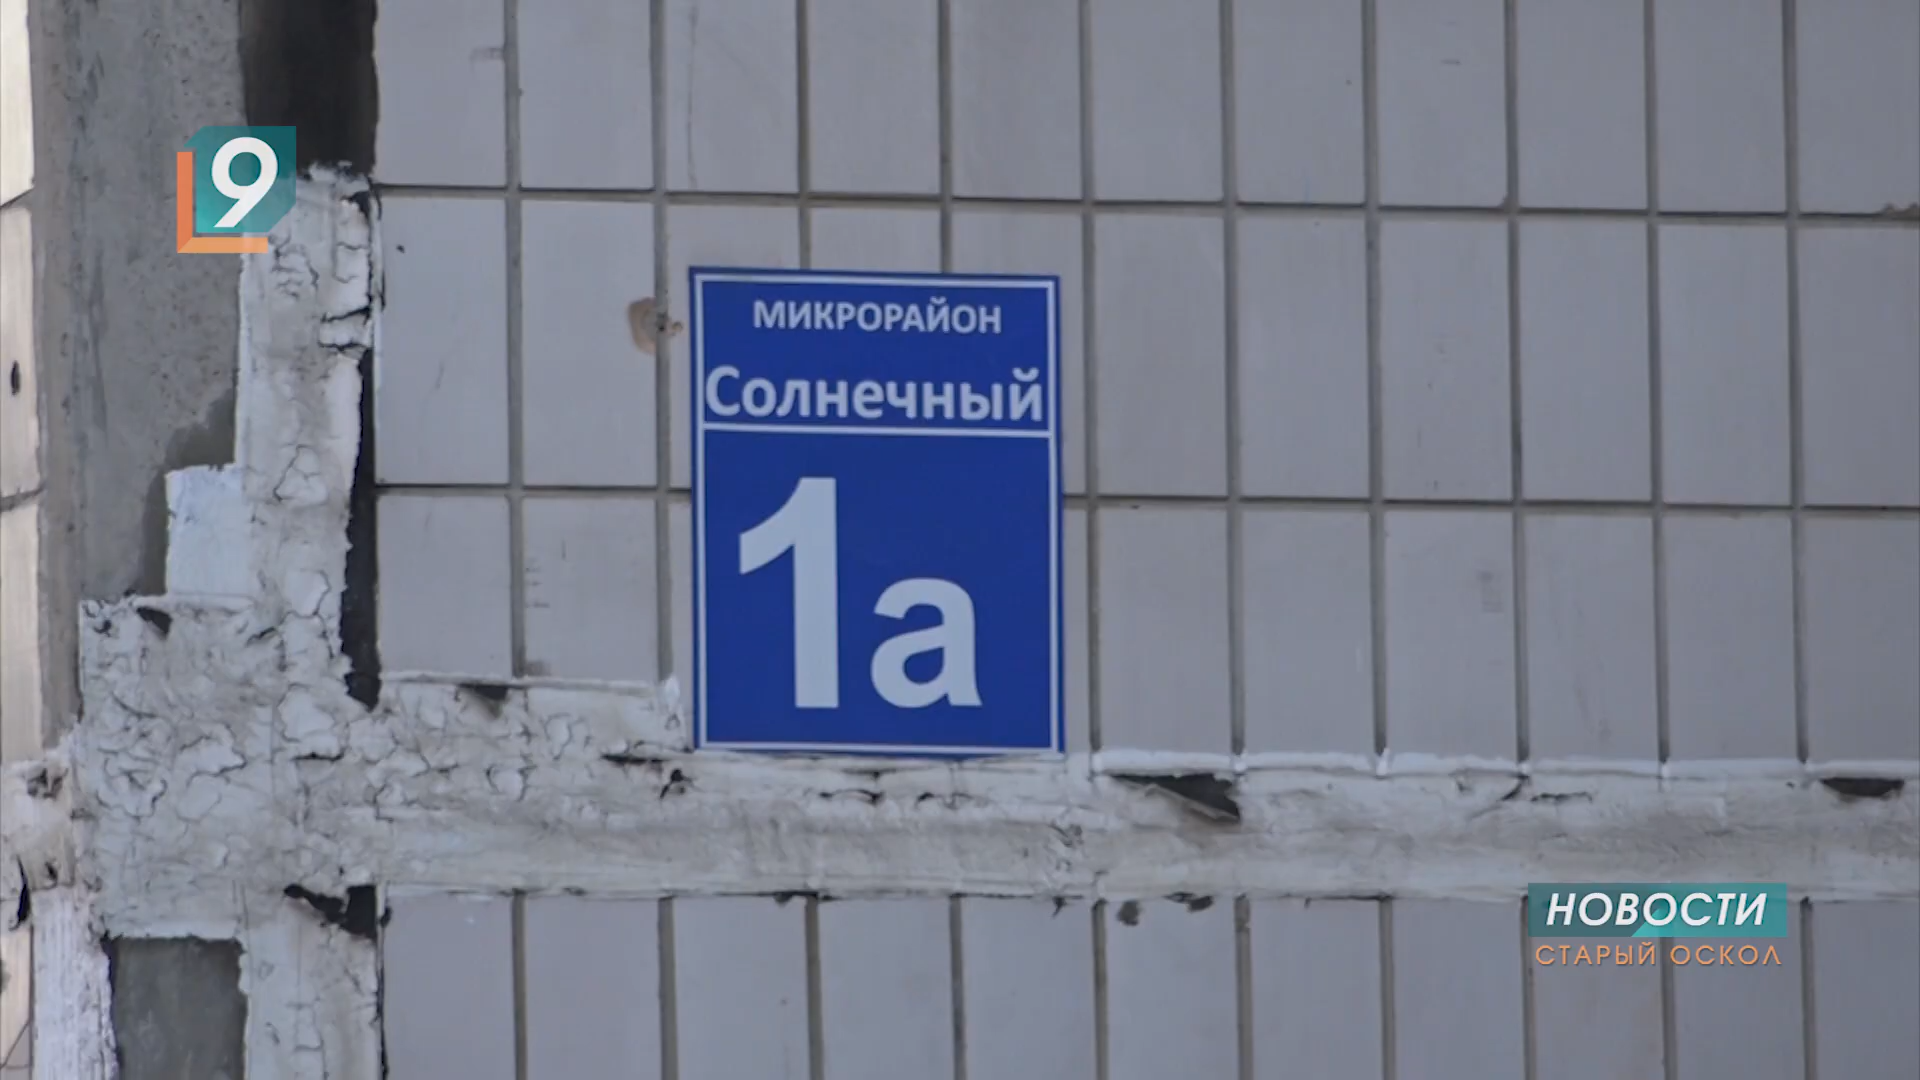 9
МИКРОРАЙОН
Солнечный
1а
НОВОСТИ
СТАРЫЙ ОСКОЛ